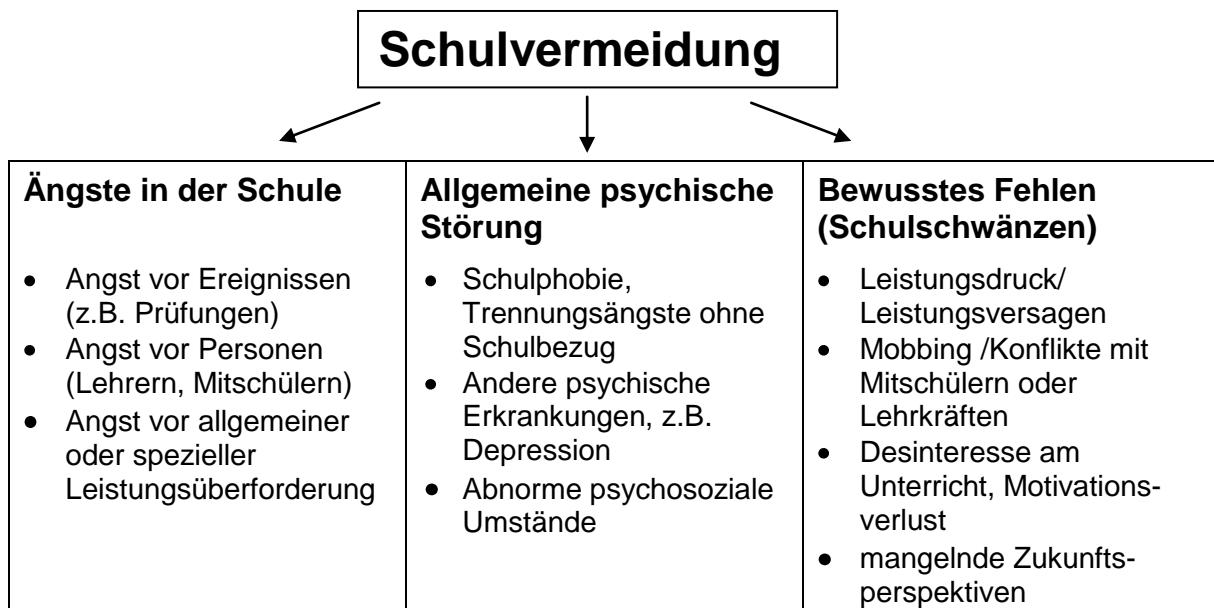 Schulvermeidung
Ängste in der Schule
• Angst vor Ereignissen
(z.B. Prüfungen)
• Angst vor Personen
(Lehrern, Mitschülern)
• Angst vor allgemeiner
oder spezieller
Leistungsüberforderung
Allgemeine psychische
Störung
• Schulphobie,
Trennungsängste ohne
Schulbezug
• Andere psychische
Erkrankungen, z.B.
Depression
• Abnorme psychosoziale
Umstände
Bewusstes Fehlen
(Schulschwänzen)
• Leistungsdruck/
Leistungsversagen
• Mobbing /Konflikte mit
Mitschülern oder
Lehrkräften
• Desinteresse am
Unterricht, Motivations-
verlust
• mangelnde Zukunfts-
perspektiven